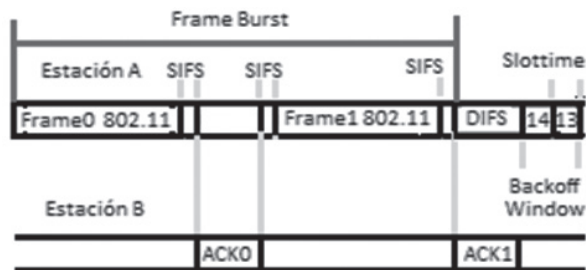 Frame Burst
Estación A SIFS SIFS SIFS Slottime
Frame0 802.11 Frame1 802.11 DIFS 14 13
Estación B Backoff
Window
ACK0 ACK1